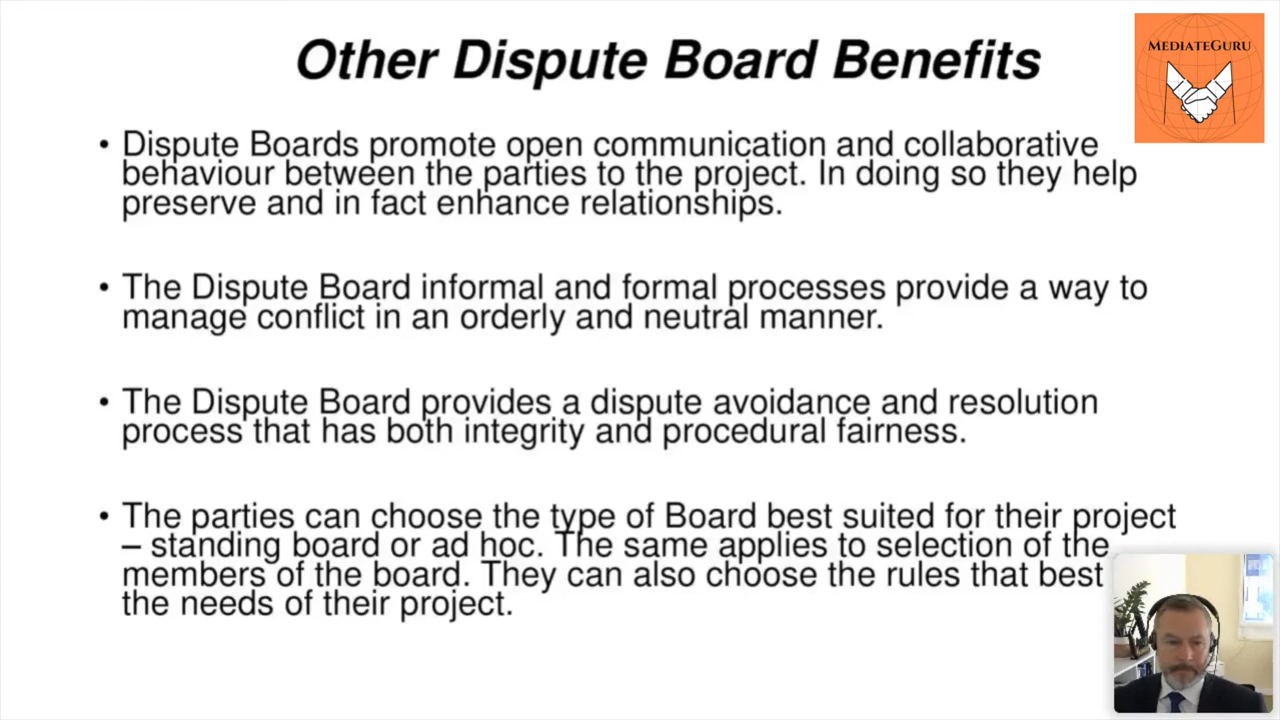 Other Dispute Board Benefits
MEDIATEGURU
• Dispute Boards promote open communication and collaborative
behaviour between the parties to the project. In doing so they help
preserve and in fact enhance relationships.
• The Dispute Board informal and formal processes provide a way to
manage conflict in an orderly and neutral manner.
• The Dispute Board provides a dispute avoidance and resolution
process that has both integrity and procedural fairness.
• The parties can choose the type of Board best suited for their project
– standing board or ad hoc. The same applies to selection of the
members of the board. They can also choose the rules that best
the needs of their project.